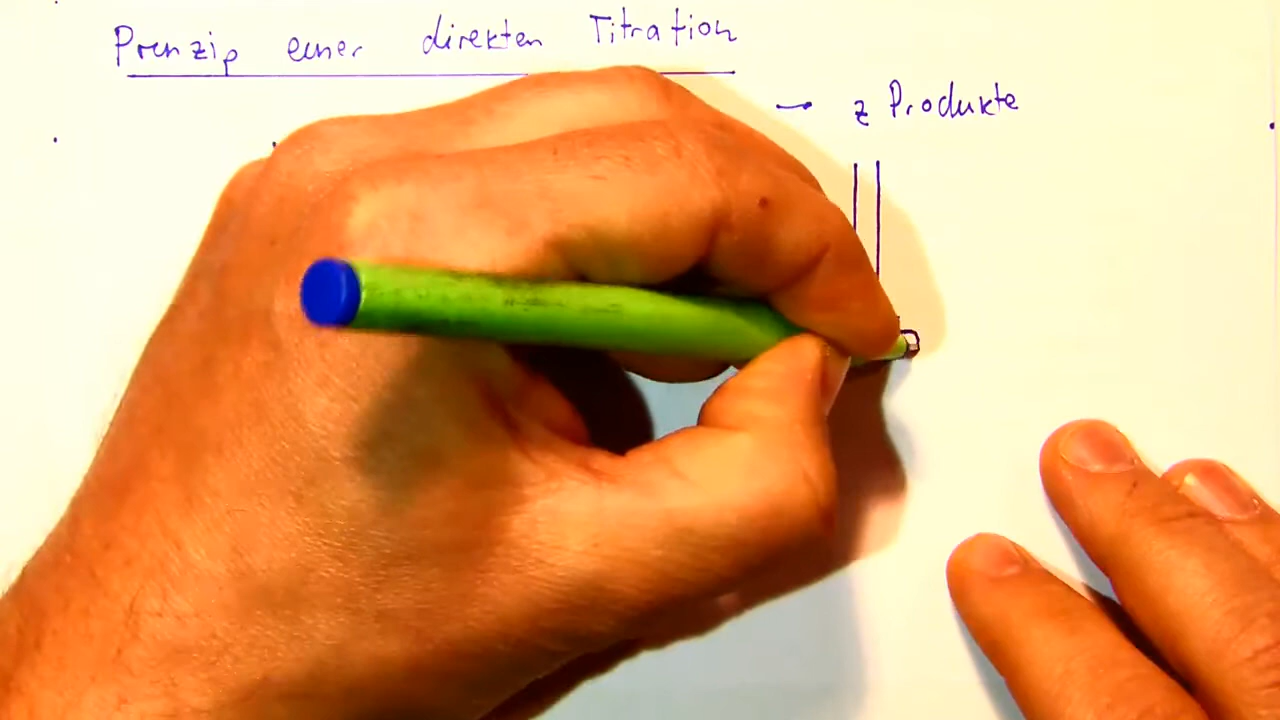 Prinzip einer direkten Titration
→ z Produkte